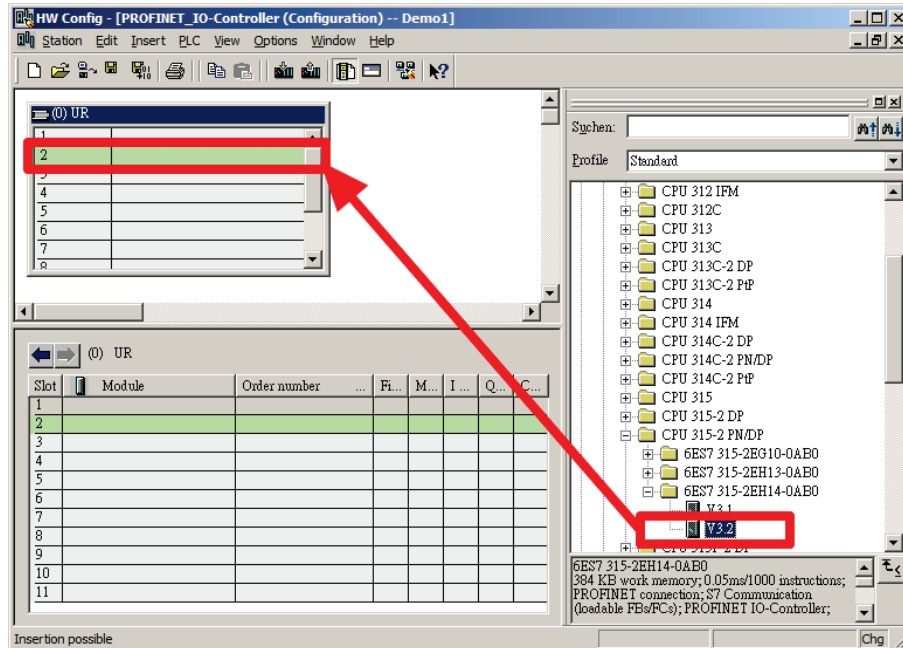 HW Config - [PROFINET_IO-Controller (Configuration) -- Demo1]
Station Edit Insert PLC View Options Window Help
(0) UR
1
2
3
4
5
6
7
8
Suchen:
Profile Standard
CPU 312 IFM
CPU 312C
CPU 313
CPU 313C
CPU 313C-2 DP
CPU 313C-2 PtP
CPU 314
CPU 314 IFM
CPU 314C-2 DP
CPU 314C-2 PN/DP
CPU 314C-2 PtP
CPU 315
CPU 315-2 DP
CPU 315-2 PN/DP
6ES7 315-2EG10-0AB0
6ES7 315-2EH13-0AB0
6ES7 315-2EH14-0AB0
V3.1
V3.2
CPU 315F-2 DP
6ES7 315-2EH14-0AB0
384 KB work memory; 0.05ms/1000 instructions;
PROFINET connection; S7 Communication
(loadable FBs/FCs); PROFINET IO-Controller;
(0) UR
Slot Module Order number ... Fi... M... I ... Q... C...
1
2
3
4
5
6
7
8
9
10
11
Insertion possible Chg